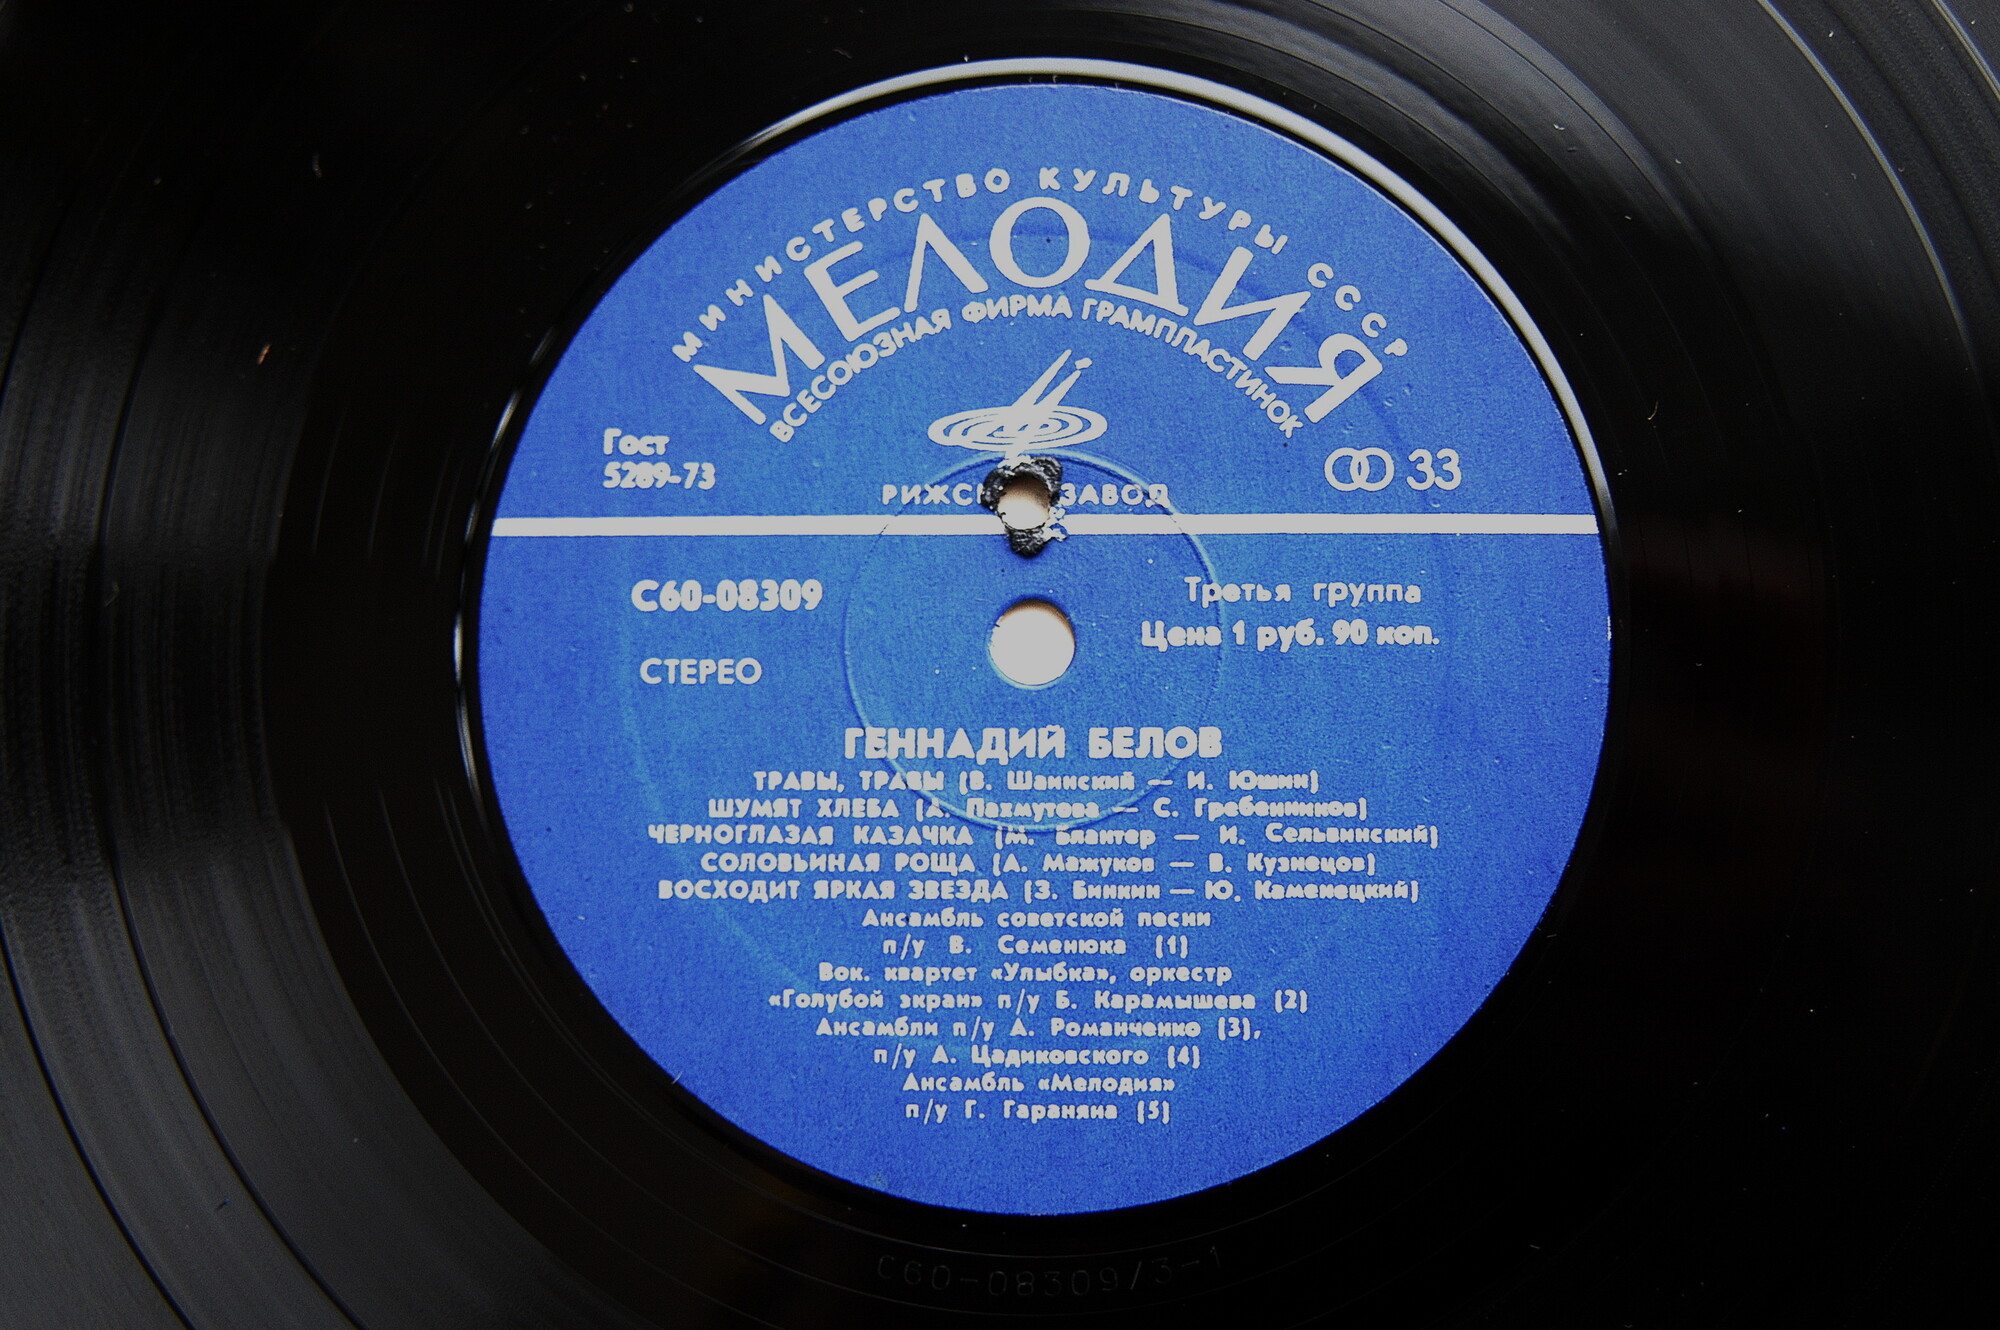 МИНИСТЕРСТВО КУЛЬТУРЫ СССР
МЕЛОДИЯ
ВСЕСОЮЗНАЯ ФИРМА ГРАМПЛАСТИНОК
Гост
5289-73
33
ЗАВОД
С60-08309
Третья группа
Цена 1 руб. 90 коп.
СТЕРЕО
ГЕННАДИЙ БЕЛОВ
ТРАВЫ, ТРАВЫ (В. Шаинский — И. Юшин)
ШУМЯТ ХЛЕБА (А. Пахмутова — С. Гребенников)
ЧЕРНОГЛАЗАЯ КАЗАЧКА (М. Блантер — И. Сельвинский)
СОЛОВЬИНАЯ РОЩА (А. Мажуков — В. Кузнецов)
ВОСХОДИТ ЯРКАЯ ЗВЕЗДА (З. Бинкин — Ю. Каменецкий)
Ансамбль советской песни
п/у В. Семенюка (1)
Вок. квартет «Улыбка», оркестр
«Голубой экран» п/у Б. Карамышева (2)
Ансамбли п/у А. Романченко (3),
п/у А. Цадиковского (4)
Ансамбль «Мелодия»
п/у Г. Гараняна (5)
С60-08309/3-1